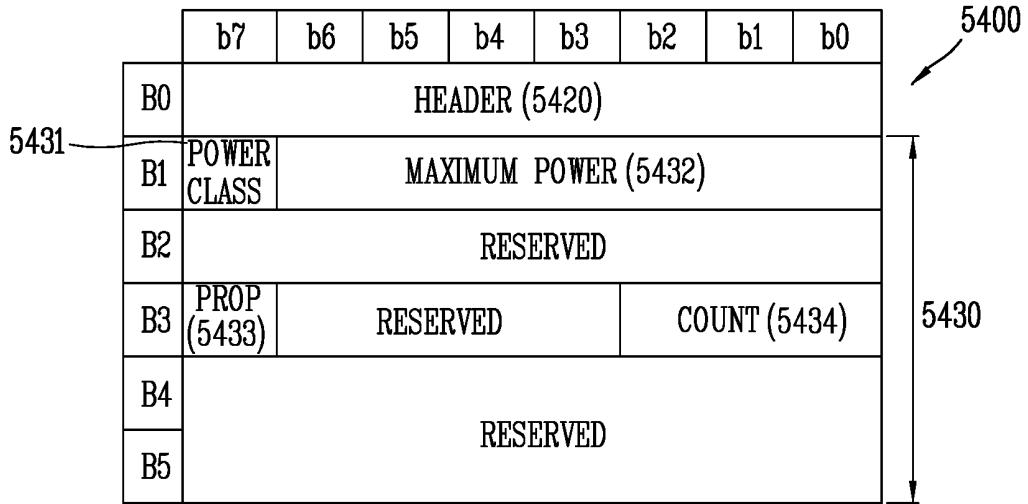 b7 b6 b5 b4 b3 b2 b1 b0
5400
B0 HEADER (5420)
5431
B1 POWER CLASS MAXIMUM POWER (5432)
B2 RESERVED
B3 PROP (5433) RESERVED COUNT (5434)
5430
B4
RESERVED
B5